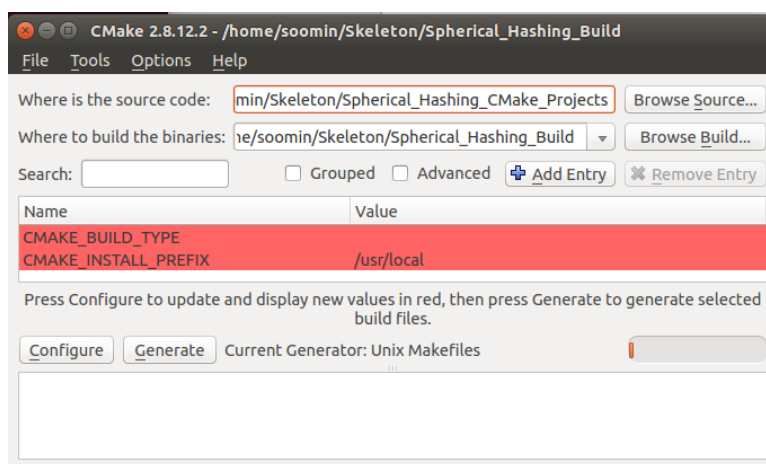 CMake 2.8.12.2 - /home/soomin/Skeleton/Spherical_Hashing_Build
File Tools Options Help
Where is the source code: min/Skeleton/Spherical_Hashing_CMake_Projects Browse Source...
Where to build the binaries: ne/soomin/Skeleton/Spherical_Hashing_Build Browse Build...
Search: Grouped Advanced Add Entry Remove Entry
Name Value
CMAKE_BUILD_TYPE
CMAKE_INSTALL_PREFIX /usr/local
Press Configure to update and display new values in red, then press Generate to generate selected
build files.
Configure Generate Current Generator: Unix Makefiles